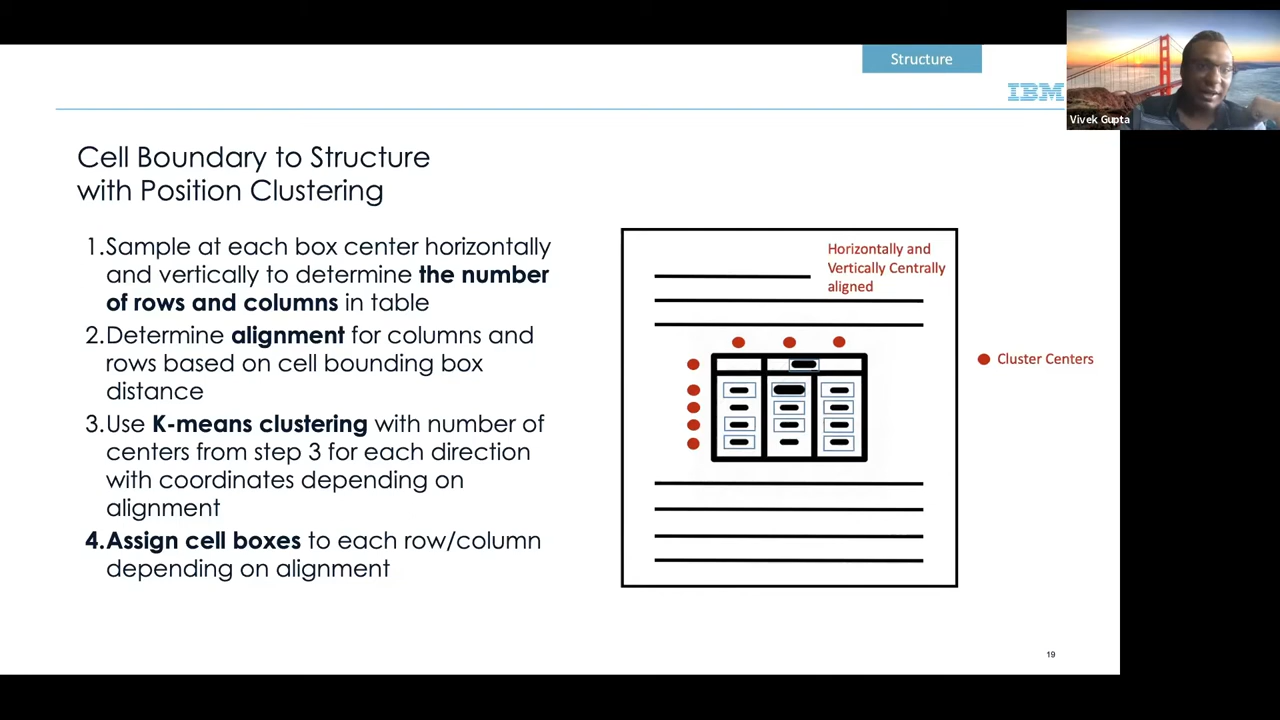 Structure
IBM
Vivek Gupta
Cell Boundary to Structure
with Position Clustering
1.Sample at each box center horizontally
and vertically to determine the number
of rows and columns in table
2.Determine alignment for columns and
rows based on cell bounding box
distance
3.Use K-means clustering with number of
centers from step 3 for each direction
with coordinates depending on
alignment
4.Assign cell boxes to each row/column
depending on alignment
Horizontally and
Vertically Centrally
aligned
Cluster Centers
19